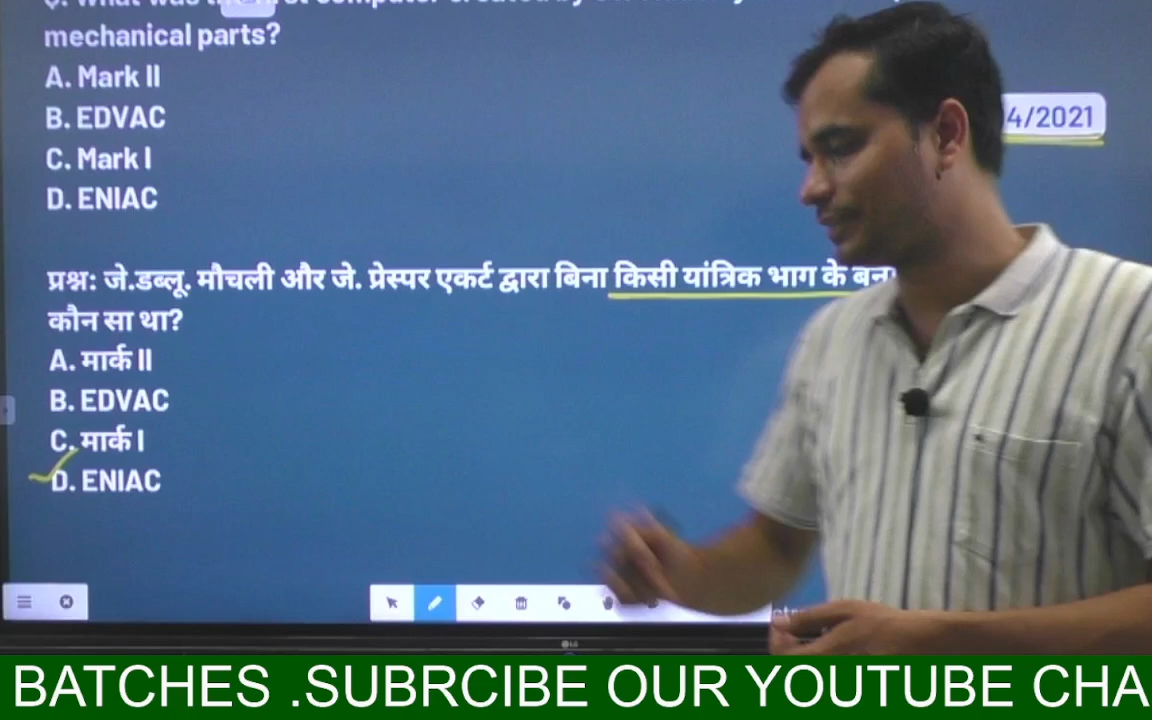 mechanical parts?
A. Mark II
B. EDVAC
C. Mark I
D. ENIAC
4/2021
प्रश्न: जे.डब्लू. मौचली और जे. प्रेस्पर एकर्ट द्वारा बिना किसी यांत्रिक भाग के
कौन सा था?
A. मार्क II
B. EDVAC
C. मार्क I
D. ENIAC
LG
BATCHES .SUBRCIBE OUR YOUTUBE CHA